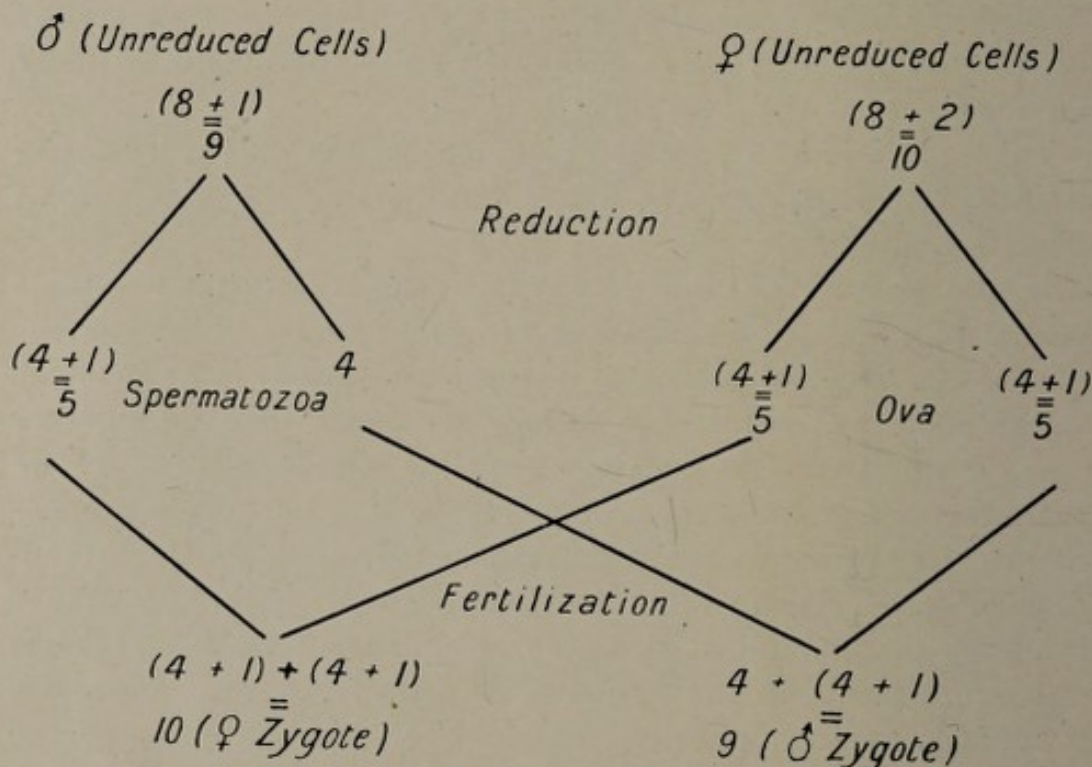 ♂ (Unreduced Cells)
♀ (Unreduced Cells)
(8 + 1)
=
9
(8 + 2)
=
10
Reduction
(4 + 1)
=
5
Spermatozoa
4
(4 + 1)
=
5
Ova
(4 + 1)
=
5
Fertilization
(4 + 1) + (4 + 1)
=
10 (♀ Zygote)
4 + (4 + 1)
=
9 (♂ Zygote)